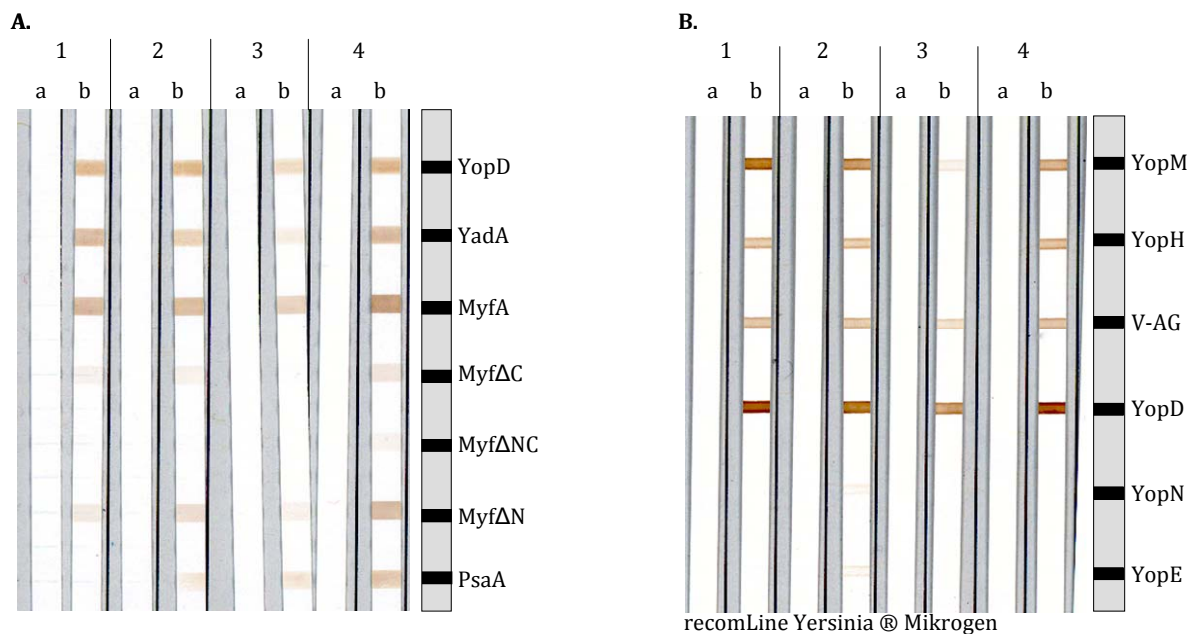 A.
1 2 3 4
a b a b a b a b
YopD
YadA
MyfA
MyfΔC
MyfΔNC
MyfΔN
PsaA
B.
1 2 3 4
a b a b a b a b
YopM
YopH
V-AG
YopD
YopN
YopE
recomLine Yersinia ® Mikrogen